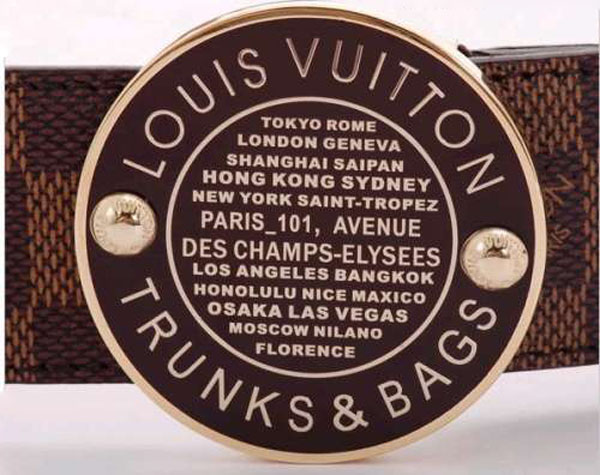 LOUIS VUITTON
TOKYO ROME
LONDON GENEVA
SHANGHAI SAIPAN
HONG KONG SYDNEY
NEW YORK SAINT-TROPEZ
PARIS_101, AVENUE
DES CHAMPS-ELYSEES
LOS ANGELES BANGKOK
HONOLULU NICE MAXICO
OSAKA LAS VEGAS
MOSCOW NILANO
FLORENCE
TRUNKS & BAGS